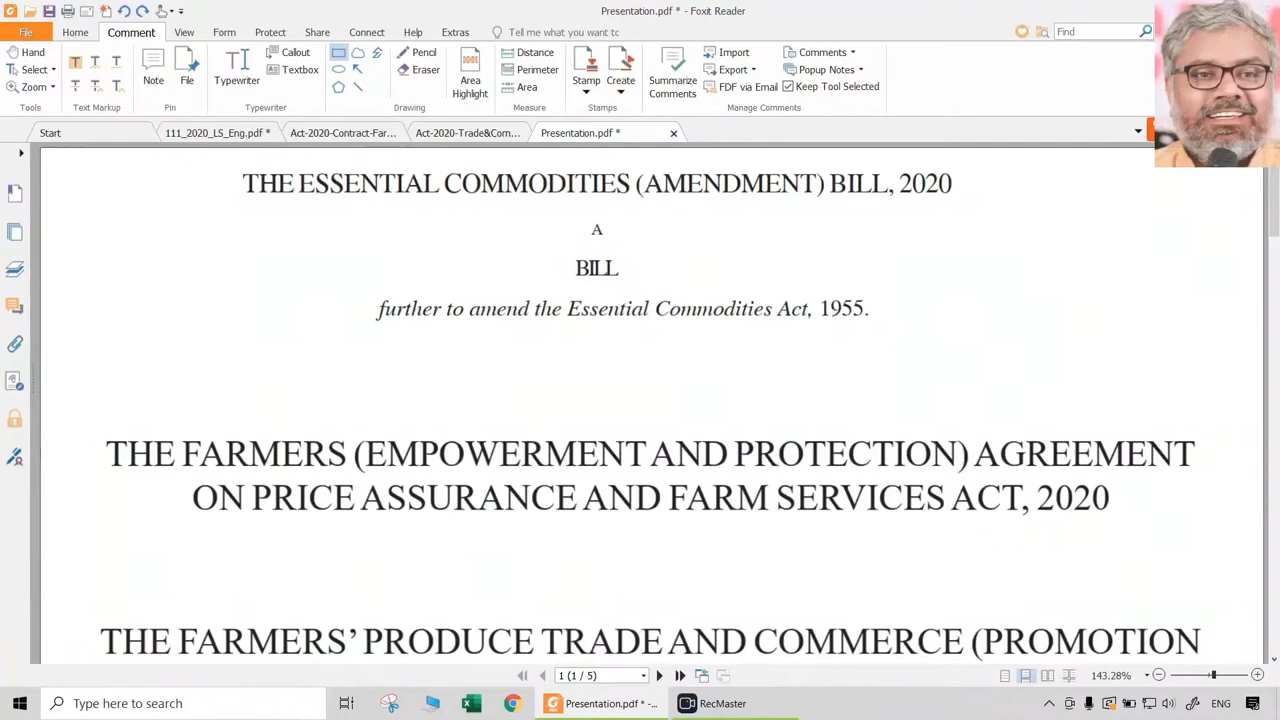 Presentation.pdf * - Foxit Reader
File
Home
Comment
View
Form
Protect
Share
Connect
Help
Extras
Tell me what you want to
Find
Hand
Select
Zoom
Tools
T T T
T T T
Text Markup
Note
File
Pin
Typewriter
Callout
Textbox
Typewriter
Pencil
Eraser
Drawing
Area
Highlight
Distance
Perimeter
Area
Measure
Stamp
Create
Stamps
Summarize
Comments
Import
Export
FDF via Email
Comments
Popup Notes
Keep Tool Selected
Manage Comments
Start
111_2020_LS_Eng.pdf *
Act-2020-Contract-Far...
Act-2020-Trade&Com...
Presentation.pdf *
THE ESSENTIAL COMMODITIES (AMENDMENT) BILL, 2020
A
BILL
further to amend the Essential Commodities Act, 1955.
THE FARMERS (EMPOWERMENT AND PROTECTION) AGREEMENT
ON PRICE ASSURANCE AND FARM SERVICES ACT, 2020
THE FARMERS’ PRODUCE TRADE AND COMMERCE (PROMOTION
1 (1 / 5)
143.28%
Type here to search
Presentation.pdf * -...
RecMaster
ENG